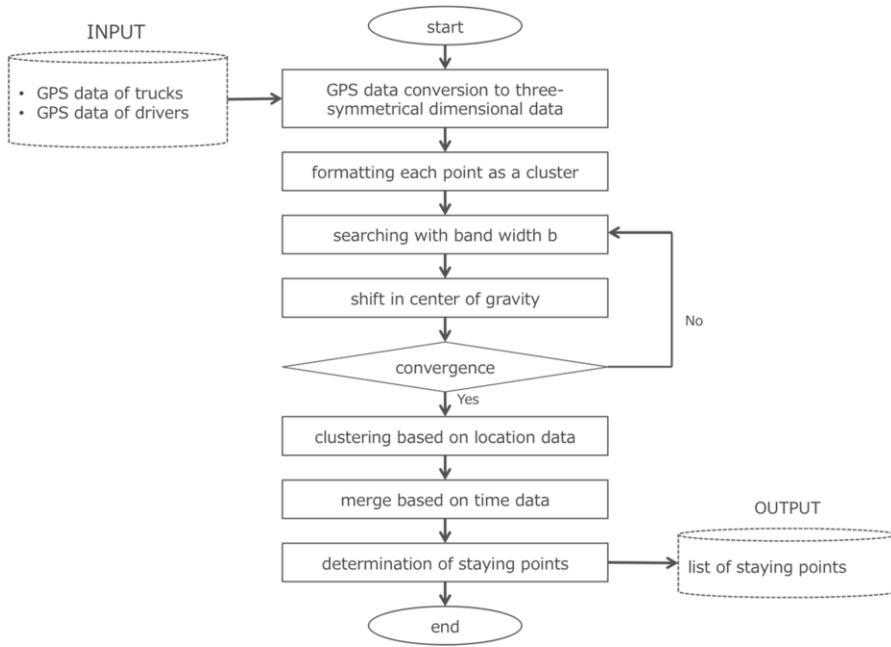 start
INPUT
• GPS data of trucks
• GPS data of drivers
GPS data conversion to three-
symmetrical dimensional data
formatting each point as a cluster
searching with band width b
shift in center of gravity
No
convergence
Yes
clustering based on location data
merge based on time data
OUTPUT
determination of staying points
list of staying points
end